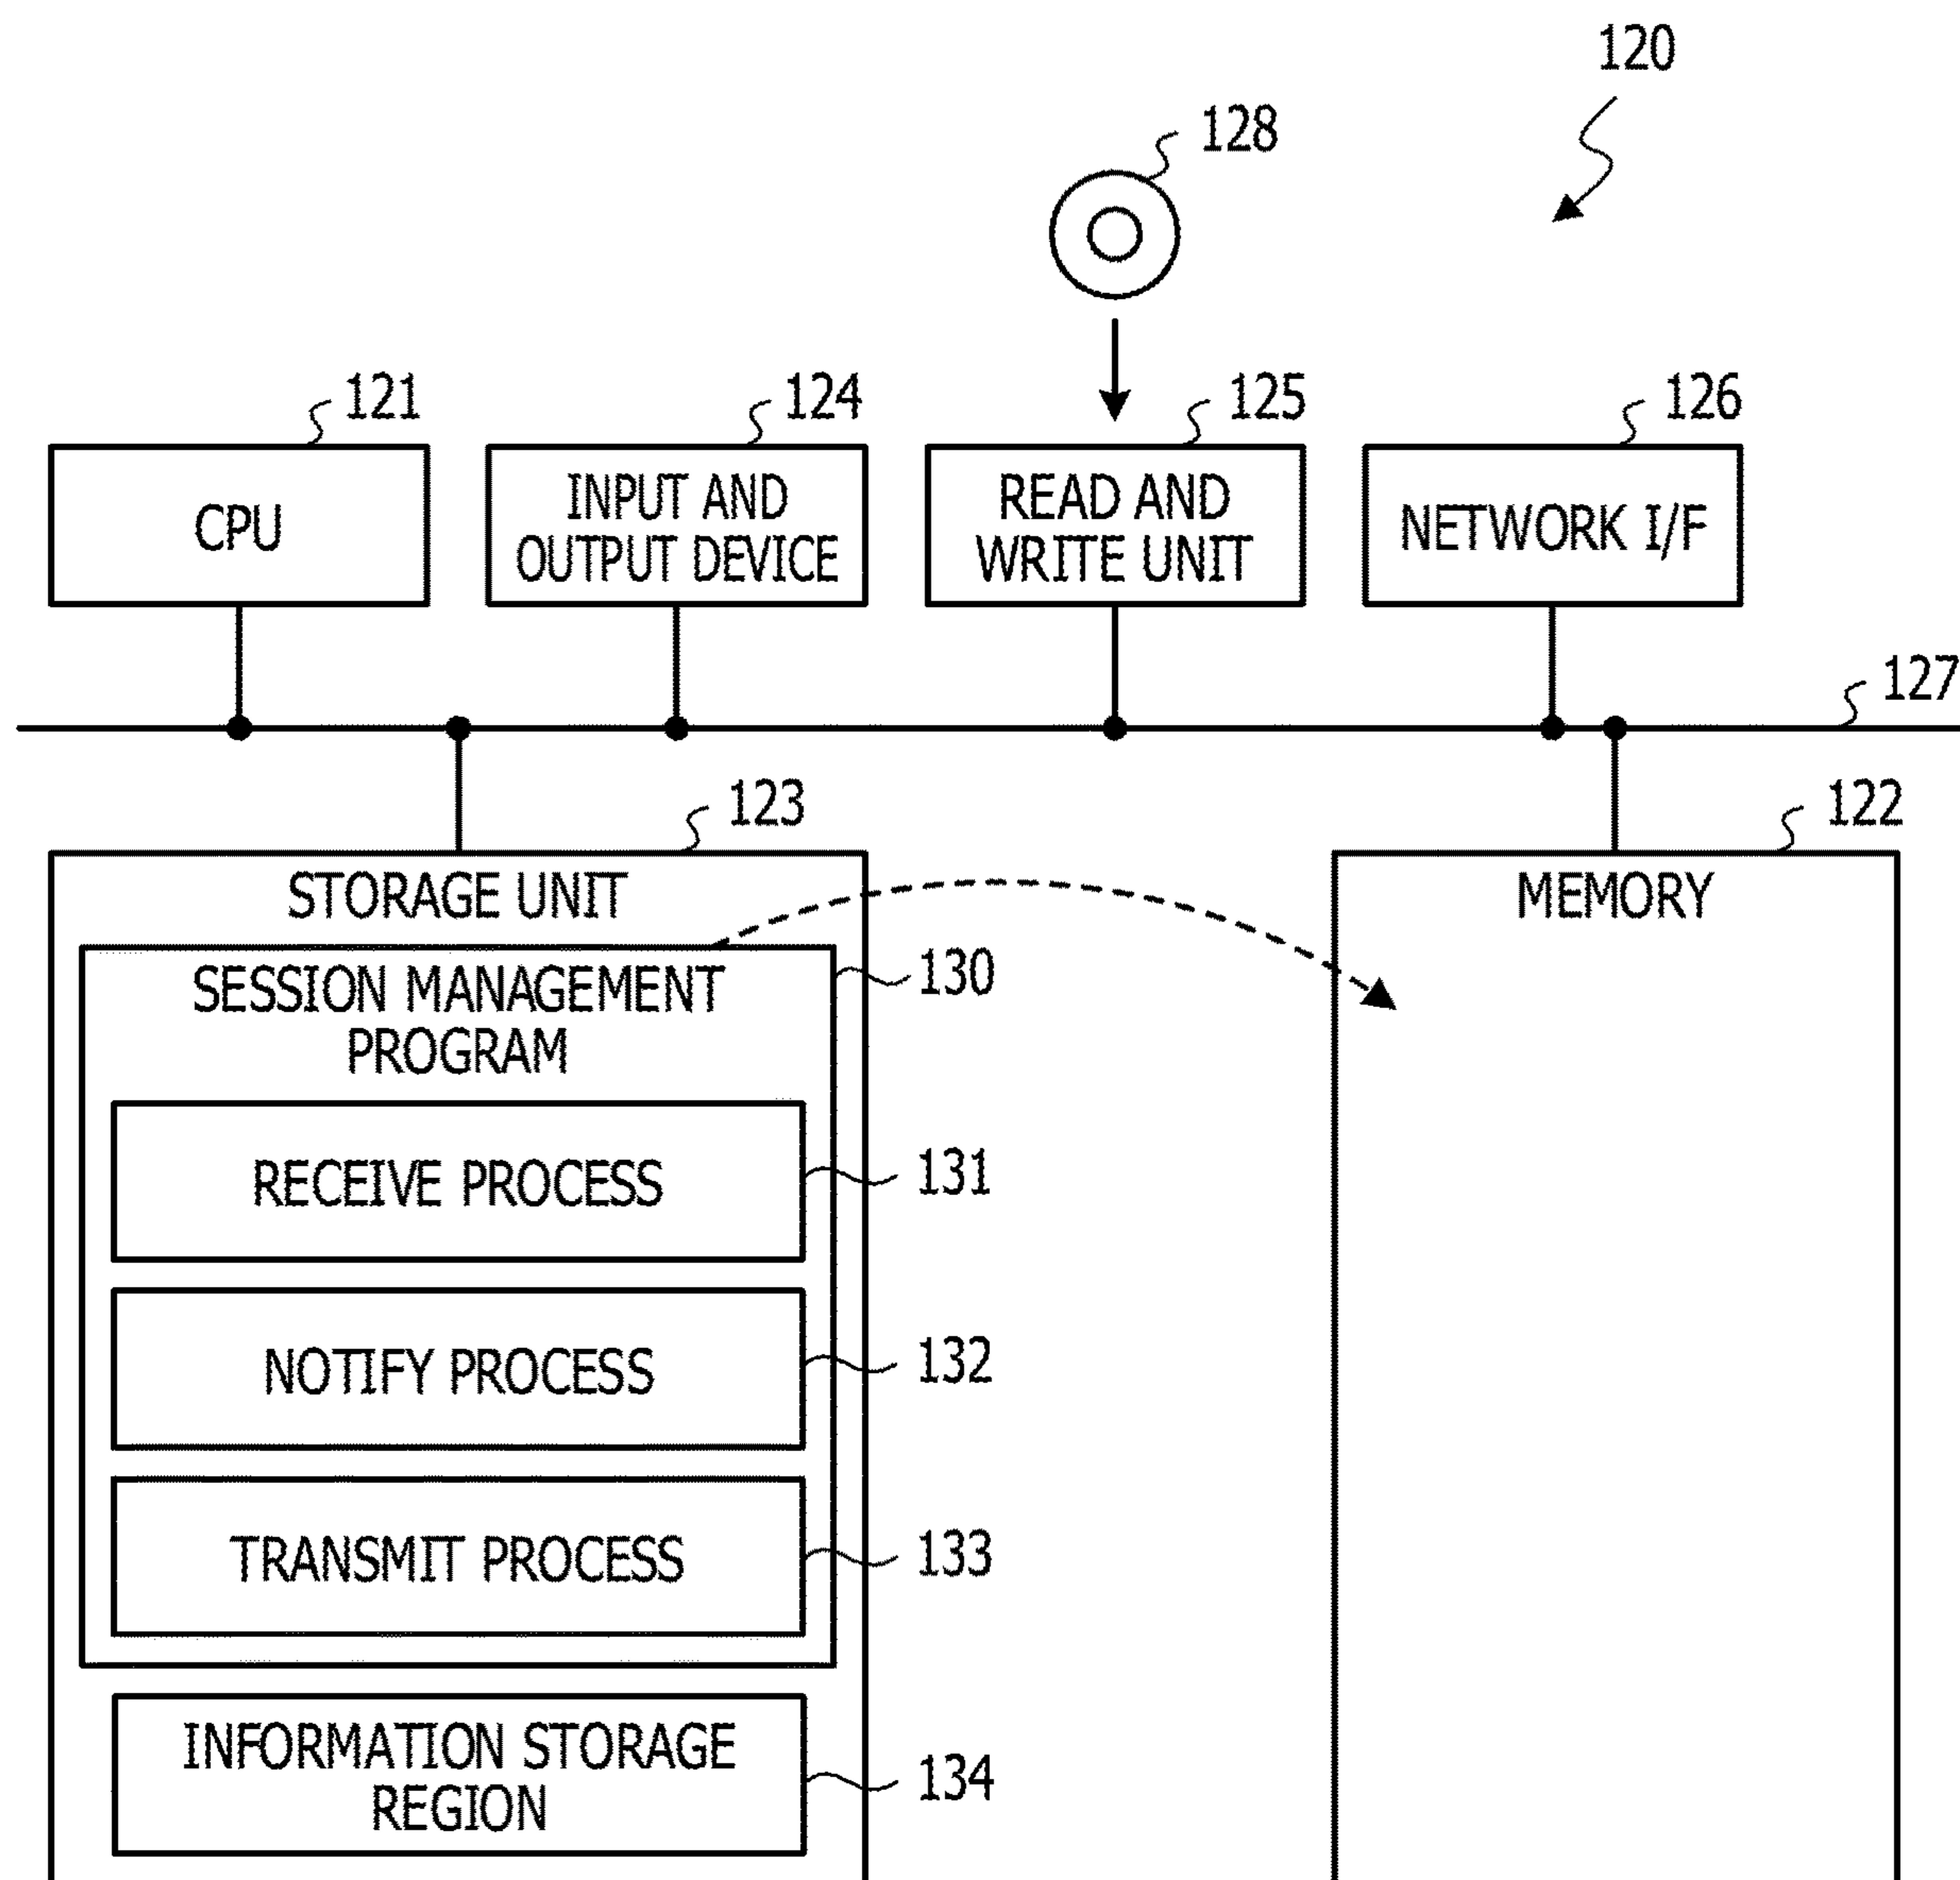 120
128
121
124
125
126
CPU
INPUT AND
OUTPUT DEVICE
READ AND
WRITE UNIT
NETWORK I/F
127
123
122
STORAGE UNIT
MEMORY
130
SESSION MANAGEMENT
PROGRAM
RECEIVE PROCESS
131
NOTIFY PROCESS
132
TRANSMIT PROCESS
133
INFORMATION STORAGE
REGION
134